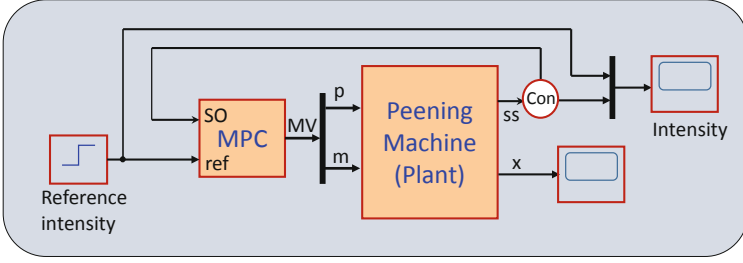 SO
MPC
ref
MV
p
m
Peening
Machine
(Plant)
ss
Con
x
Intensity
Reference
intensity